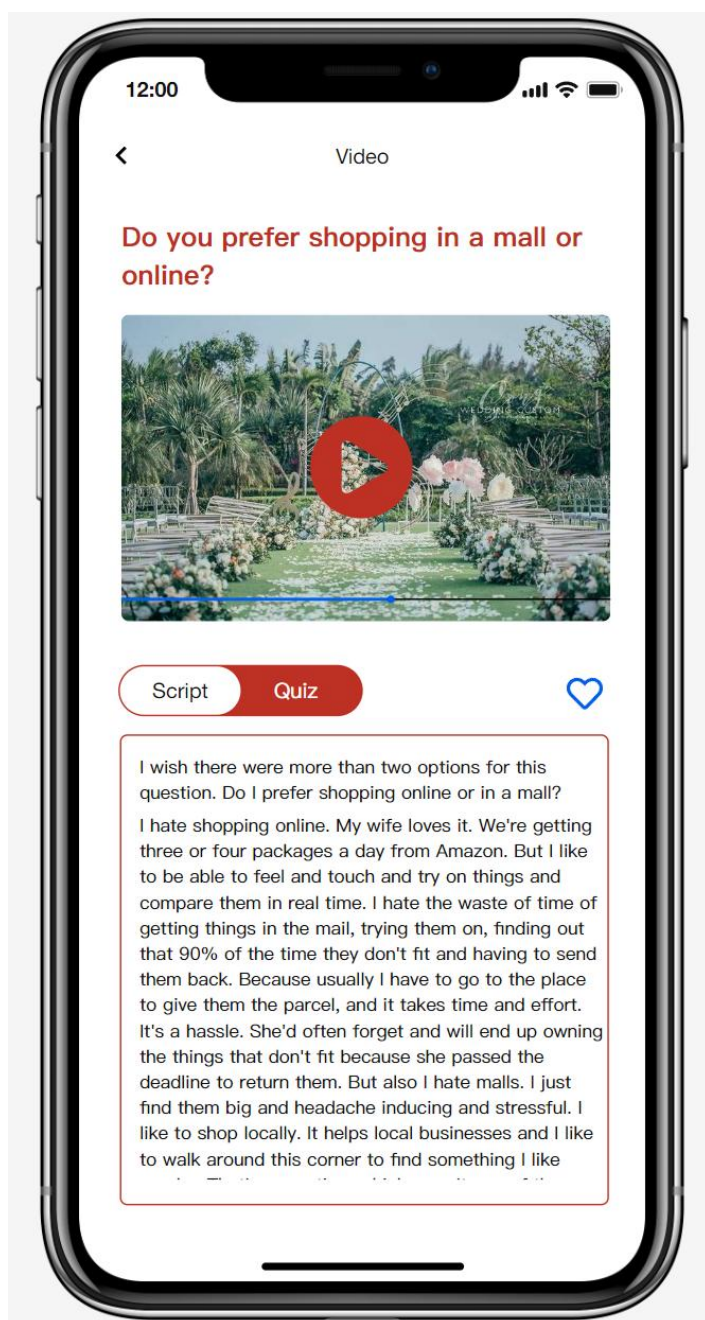 12:00
Video
Do you prefer shopping in a mall or
online?
WEDDING CUSTOM
Script
Quiz
I wish there were more than two options for this
question. Do I prefer shopping online or in a mall?
I hate shopping online. My wife loves it. We're getting
three or four packages a day from Amazon. But I like
to be able to feel and touch and try on things and
compare them in real time. I hate the waste of time of
getting things in the mail, trying them on, finding out
that 90% of the time they don't fit and having to send
them back. Because usually I have to go to the place
to give them the parcel, and it takes time and effort.
It's a hassle. She'd often forget and will end up owning
the things that don't fit because she passed the
deadline to return them. But also I hate malls. I just
find them big and headache inducing and stressful. I
like to shop locally. It helps local businesses and I like
to walk around this corner to find something I like